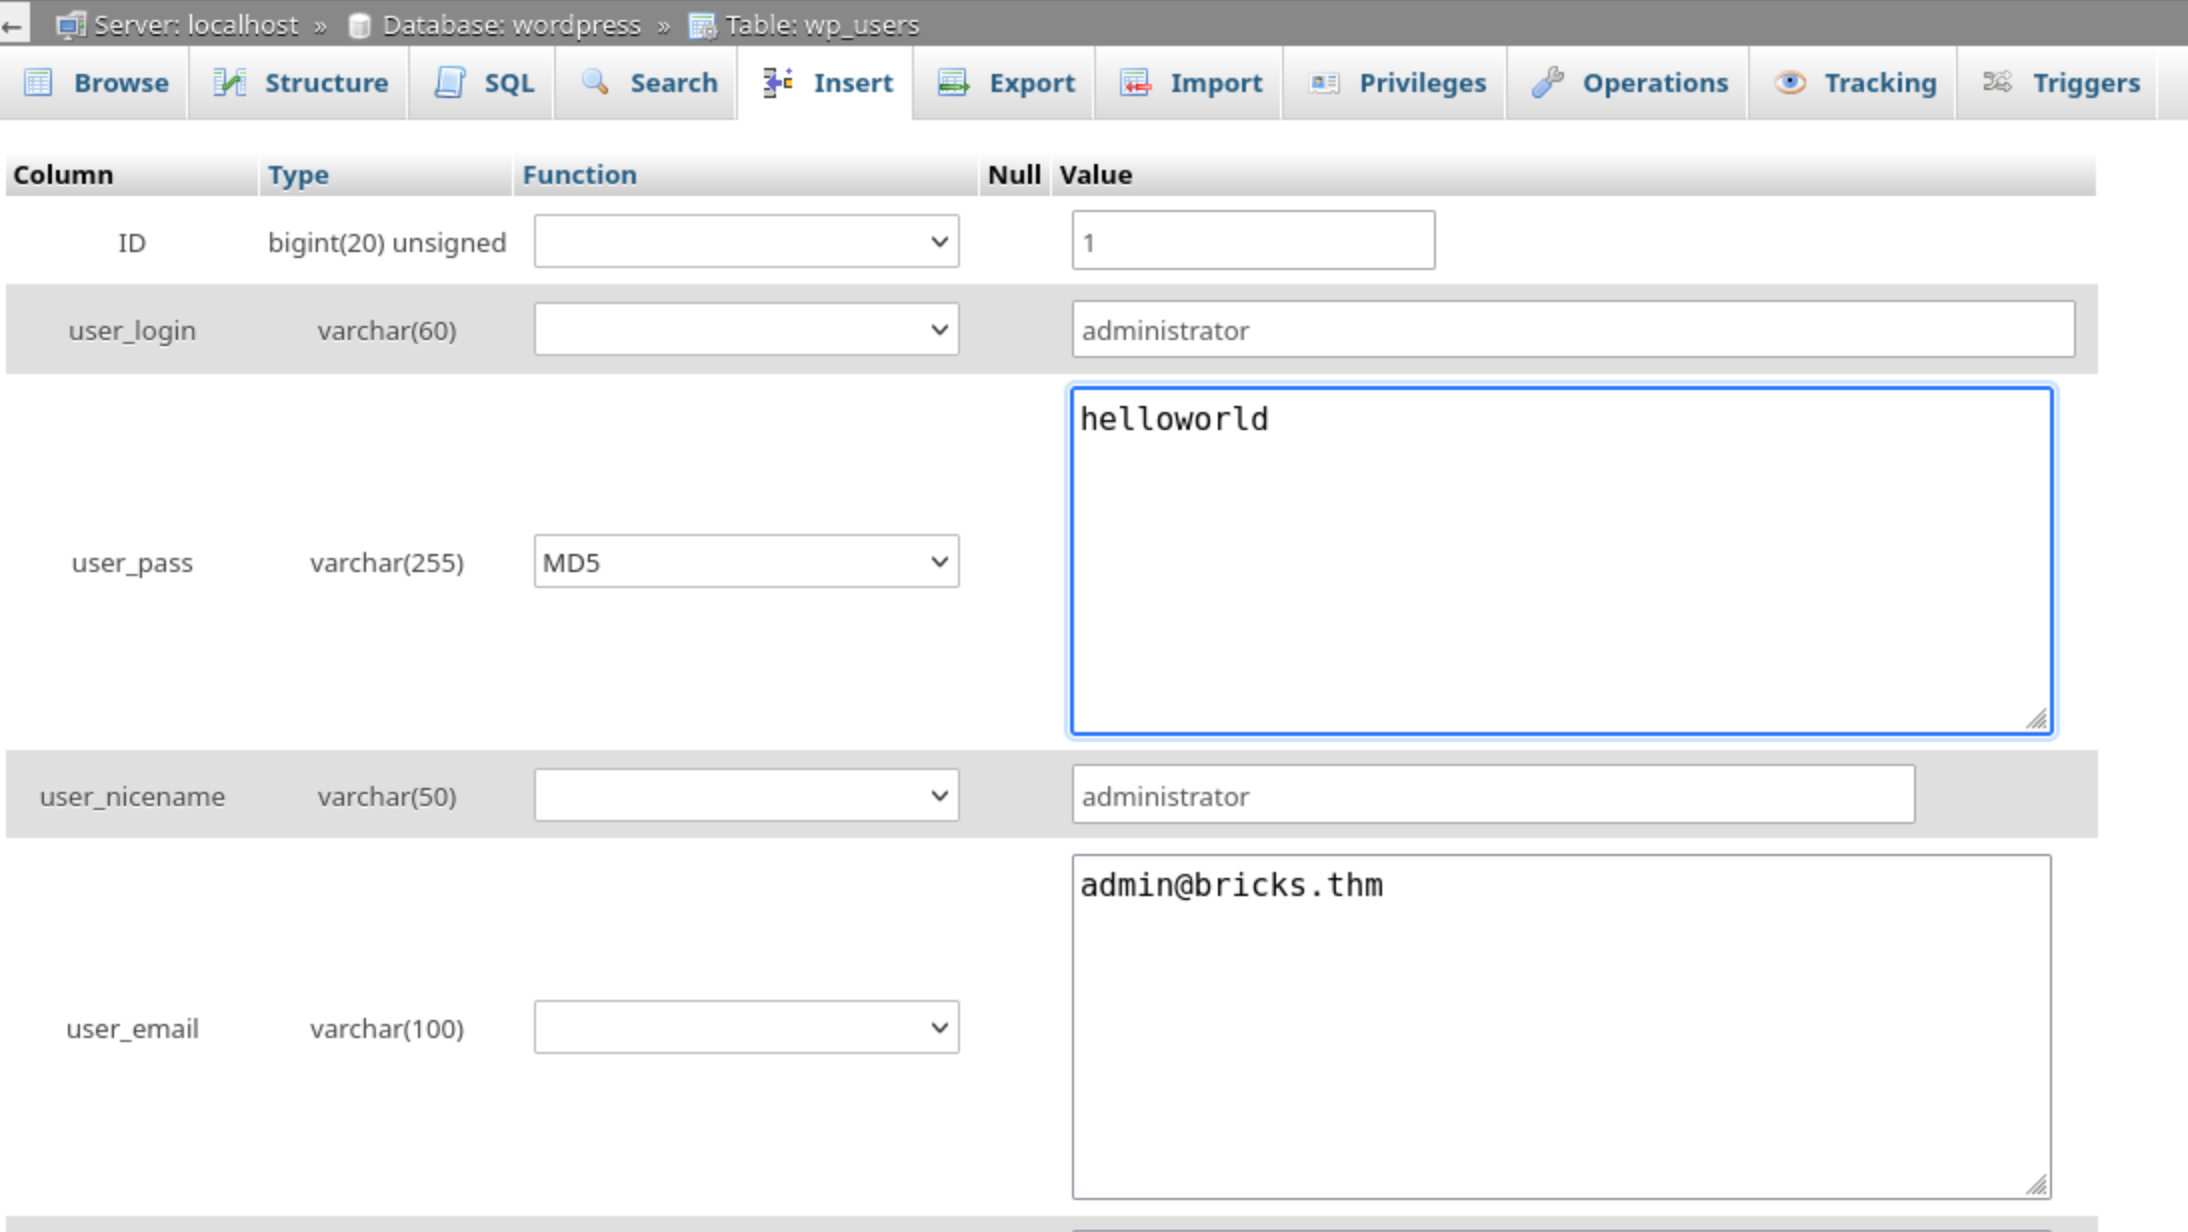 ← Server: localhost » Database: wordpress » Table: wp_users
Browse Structure SQL Search Insert Export Import Privileges Operations Tracking Triggers
Column Type Function Null Value
ID bigint(20) unsigned 1
user_login varchar(60) administrator
helloworld
user_pass varchar(255) MD5
user_nicename varchar(50) administrator
admin@bricks.thm
user_email varchar(100)